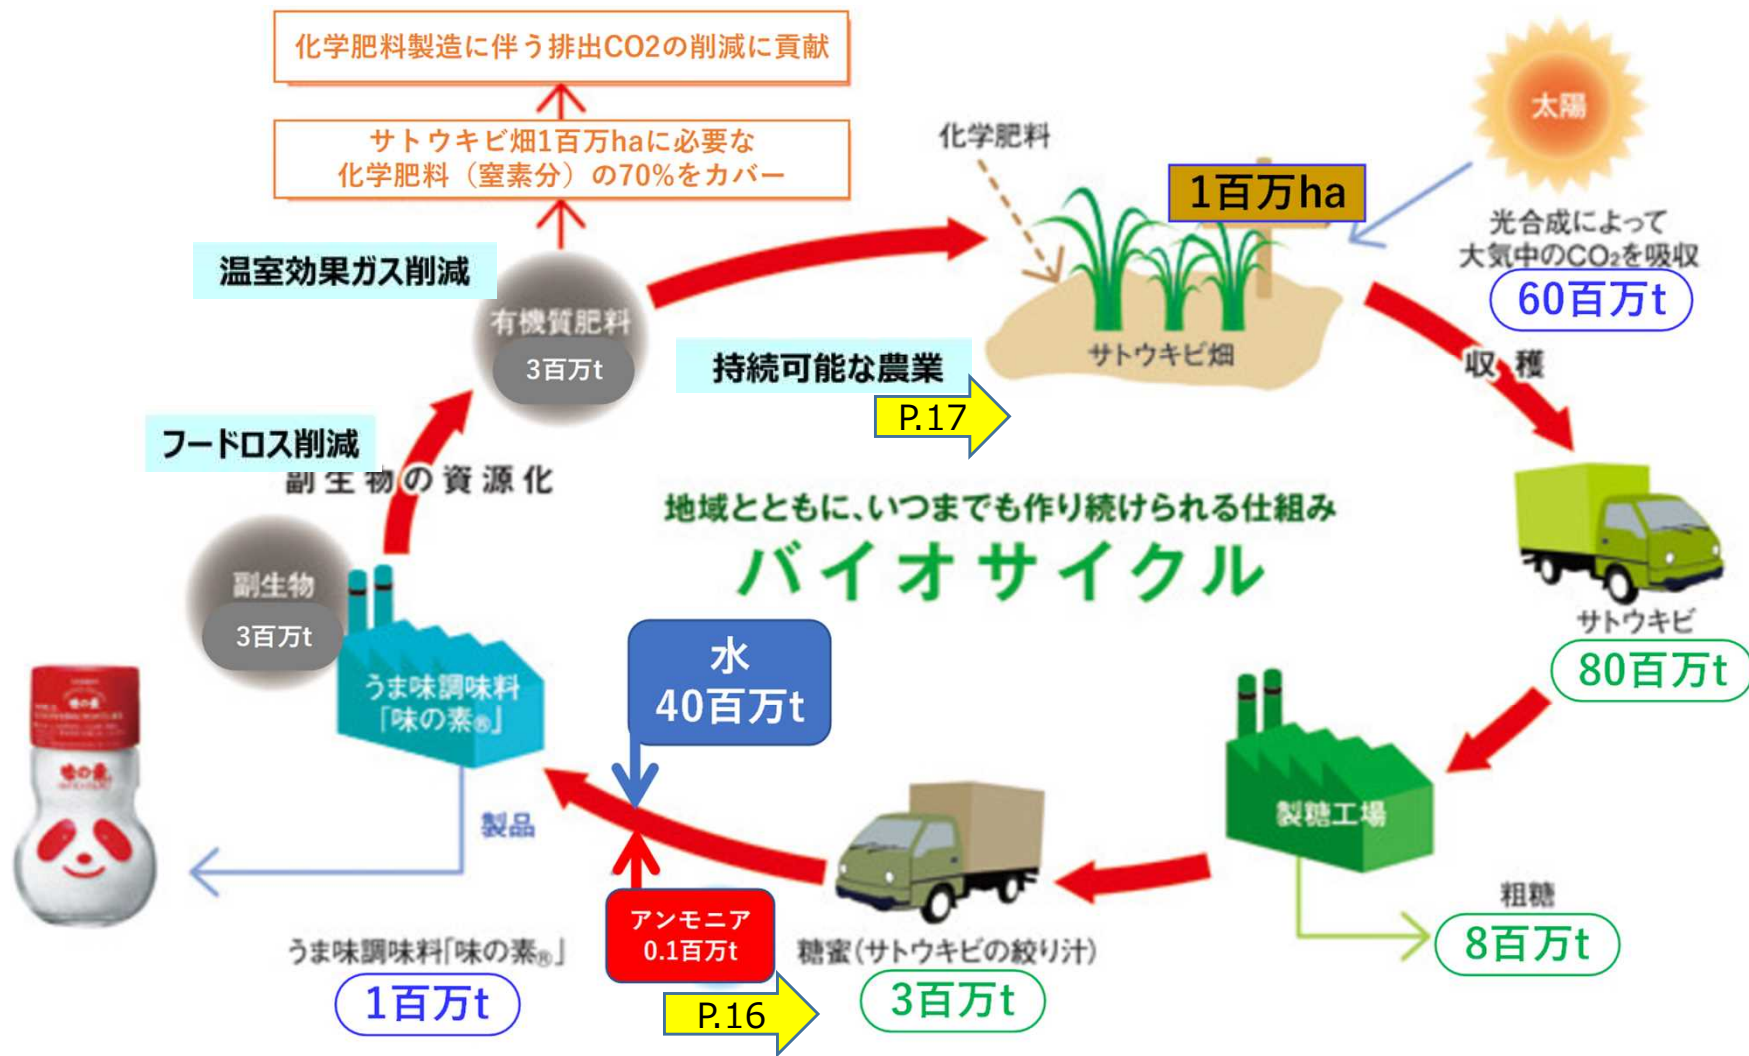 化学肥料製造に伴う排出CO2の削減に貢献
サトウキビ畑1百万haに必要な
化学肥料（窒素分）の70%をカバー
温室効果ガス削減
有機質肥料
3百万t
化学肥料
1百万ha
サトウキビ畑
太陽
光合成によって
大気中のCO₂を吸収
60百万t
収穫
持続可能な農業
P.17
フードロス削減
副生物の資源化
副生物
3百万t
地域とともに、いつまでも作り続けられる仕組み
バイオサイクル
サトウキビ
80百万t
水
40百万t
うま味調味料
「味の素®」
製糖工場
味の素
味の素
製品
アンモニア
0.1百万t
粗糖
8百万t
うま味調味料「味の素®」
1百万t
糖蜜(サトウキビの絞り汁)
3百万t
P.16